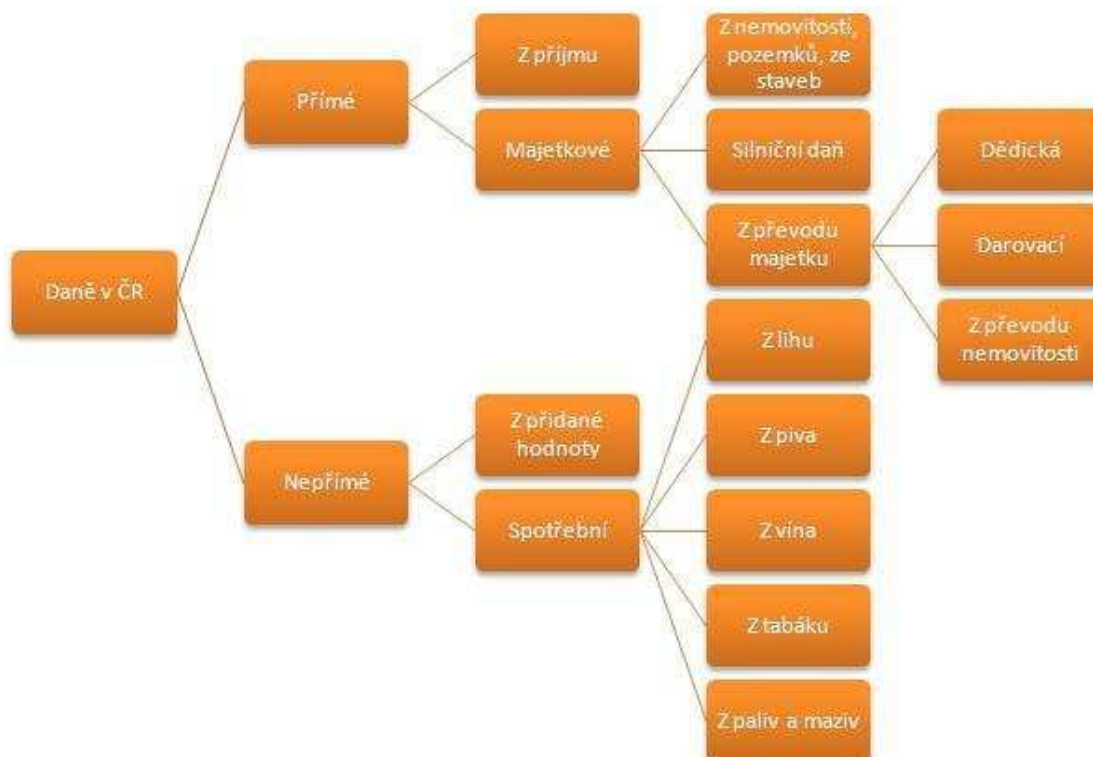 Daně v ČR
Přímé
Z příjmu
Majetkové
Z nemovitostí,
pozemků, ze
staveb
Silniční daň
Z převodu
majetku
Dědická
Darovací
Z převodu
nemovitosti
Nepřímé
Z přidané
hodnoty
Spotřební
Z lihu
Z piva
Z vína
Z tabáku
Z paliv a maziv